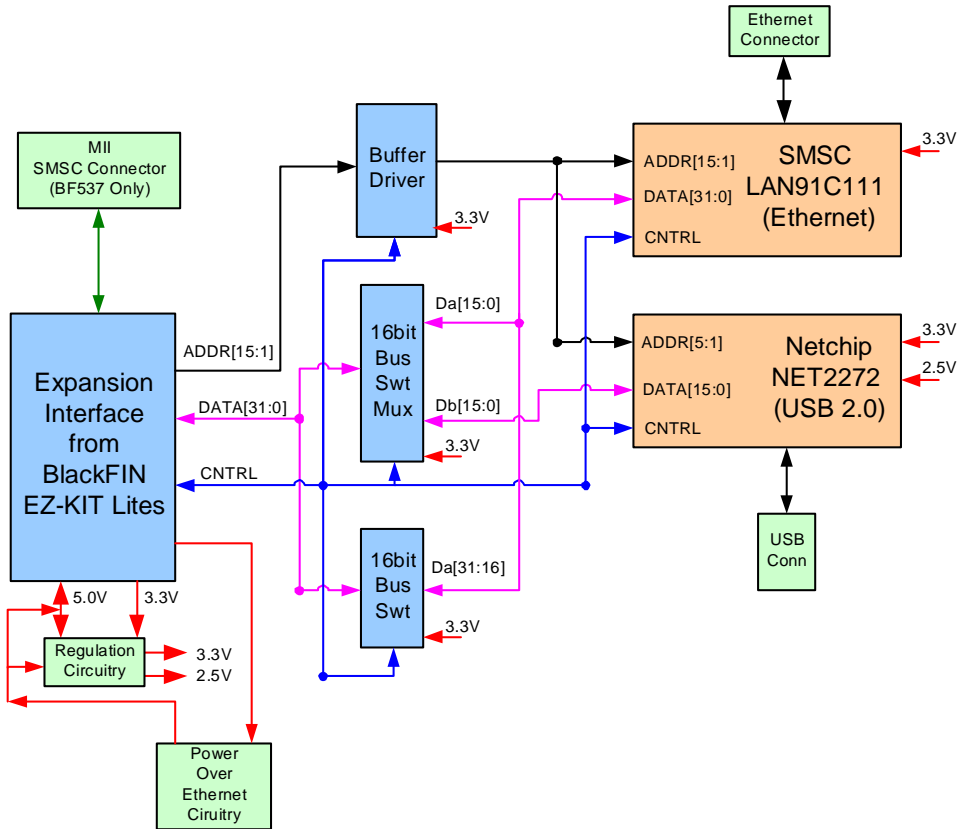 Ethernet
Connector
MII
SMSC Connector
(BF537 Only)
Buffer
Driver
3.3V
ADDR[15:1]
DATA[31:0]
CNTRL
SMSC
LAN91C111
(Ethernet)
3.3V
Expansion
Interface
from
BlackFIN
EZ-KIT Lites
ADDR[15:1]
DATA[31:0]
CNTRL
16bit
Bus
Swt
Mux
Da[15:0]
Db[15:0]
3.3V
ADDR[5:1]
DATA[15:0]
CNTRL
Netchip
NET2272
(USB 2.0)
3.3V
2.5V
16bit
Bus
Swt
Da[31:16]
3.3V
USB
Conn
5.0V
3.3V
Regulation
Circuitry
3.3V
2.5V
Power
Over
Ethernet
Ciruitry